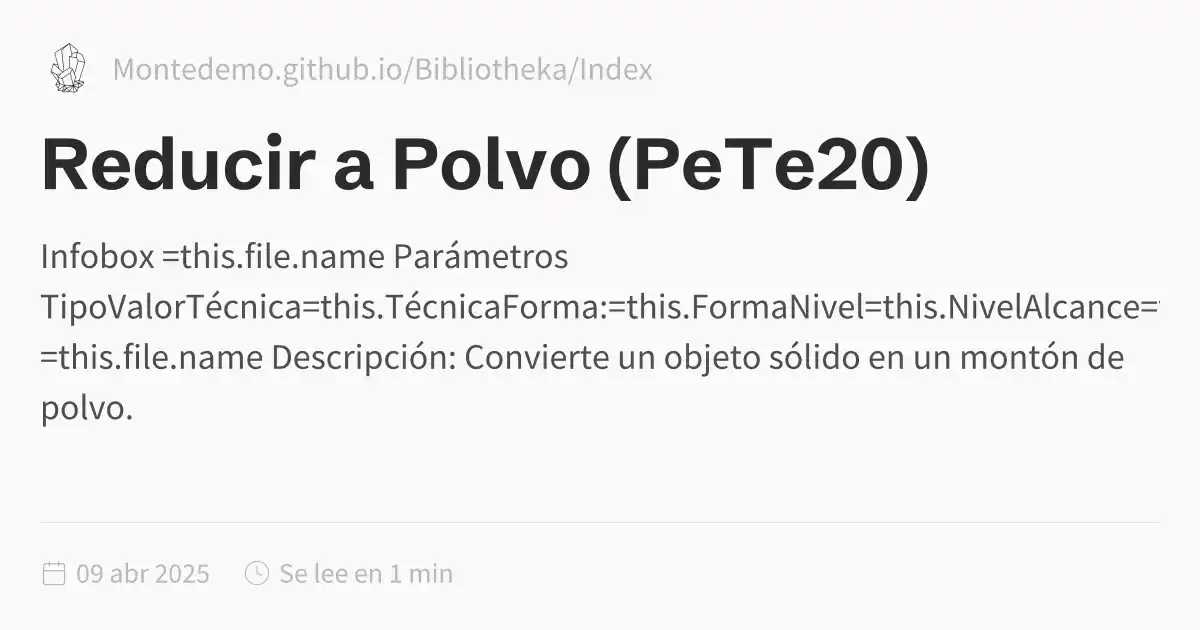 Montedemo.github.io/Bibliotheka/Index
Reducir a Polvo (PeTe20)
Infobox =this.file.name Parámetros
TipoValorTécnica=this.TécnicaForma:=this.FormaNivel=this.NivelAlcance=
=this.file.name Descripción: Convierte un objeto sólido en un montón de
polvo.
09 abr 2025
Se lee en 1 min